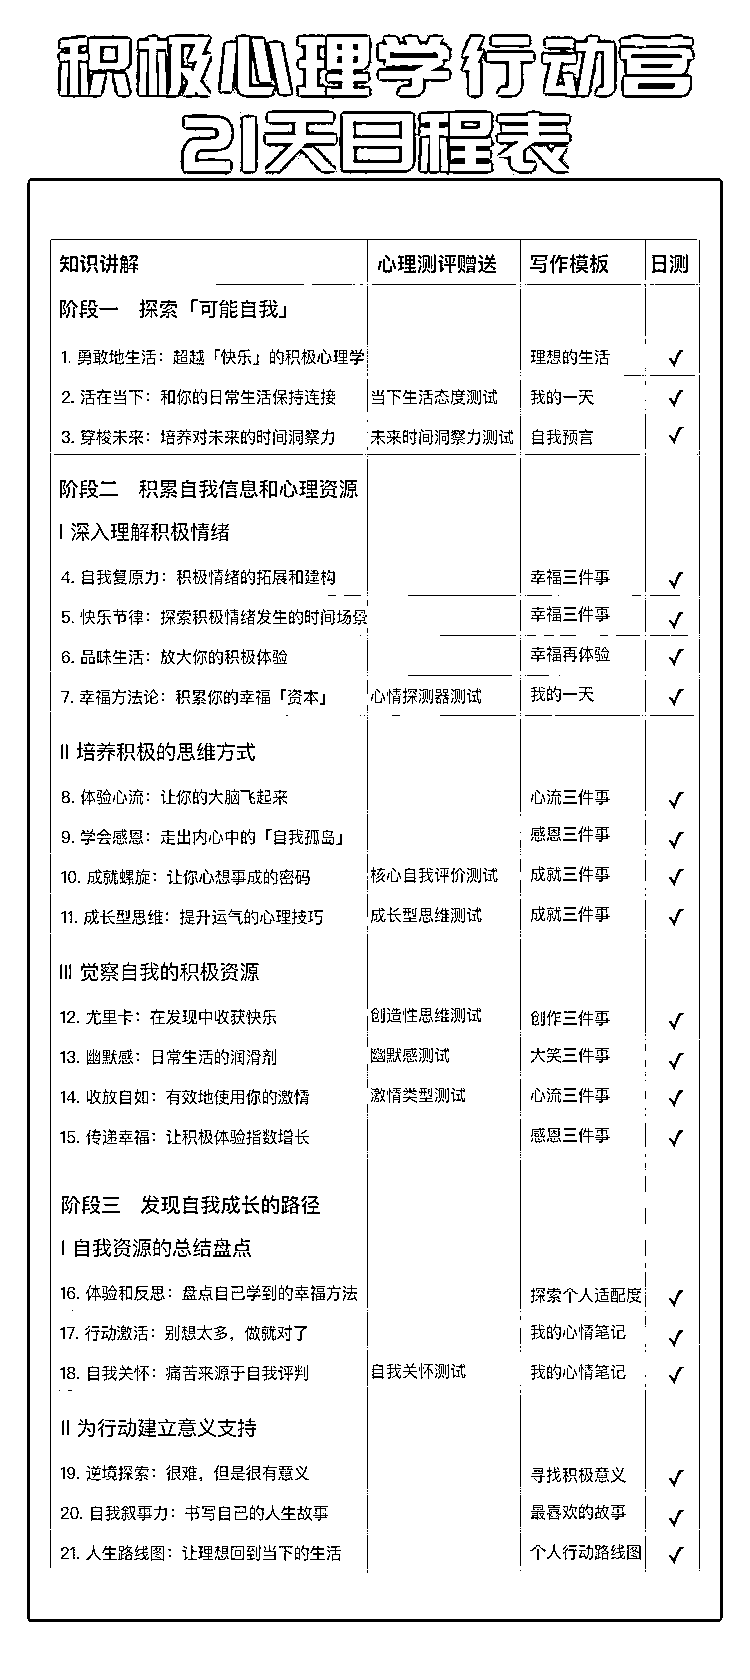 积极心理学行动营
21天日程表
知识讲解 心理测评赠送 写作模板 日测
阶段一 探索「可能自我」
1. 勇敢地生活：超越「快乐」的积极心理学 理想的生活 ✓
2. 活在当下：和你的日常生活保持连接 当下生活态度测试 我的一天 ✓
3. 穿梭未来：培养对未来的时间洞察力 未来时间洞察力测试 自我预言 ✓
阶段二 积累自我信息和心理资源
I 深入理解积极情绪
4. 自我复原力：积极情绪的拓展和建构 幸福三件事 ✓
5. 快乐节律：探索积极情绪发生的时间场景 幸福三件事 ✓
6. 品味生活：放大你的积极体验 幸福再体验 ✓
7. 幸福方法论：积累你的幸福「资本」 心情探测器测试 我的一天 ✓
II 培养积极的思维方式
8. 体验心流：让你的大脑飞起来 心流三件事 ✓
9. 学会感恩：走出内心中的「自我孤岛」 感恩三件事 ✓
10. 成就螺旋：让你心想事成的密码 核心自我评价测试 成就三件事 ✓
11. 成长型思维：提升运气的心理技巧 成长型思维测试 成就三件事 ✓
III 觉察自我的积极资源
12. 尤里卡：在发现中收获快乐 创造性思维测试 创作三件事 ✓
13. 幽默感：日常生活的润滑剂 幽默感测试 大笑三件事 ✓
14. 收放自如：有效地使用你的激情 激情类型测试 心流三件事 ✓
15. 传递幸福：让积极体验指数增长 感恩三件事 ✓
阶段三 发现自我成长的路径
I 自我资源的总结盘点
16. 体验和反思：盘点自己学到的幸福方法 探索个人适配度 ✓
17. 行动激活：别想太多，做就对了 我的心情笔记 ✓
18. 自我关怀：痛苦来源于自我评判 自我关怀测试 我的心情笔记 ✓
II 为行动建立意义支持
19. 逆境探索：很难，但是很有意义 寻找积极意义 ✓
20. 自我叙事力：书写自己的人生故事 最喜欢的故事 ✓
21. 人生路线图：让理想回到当下的生活 个人行动路线图 ✓